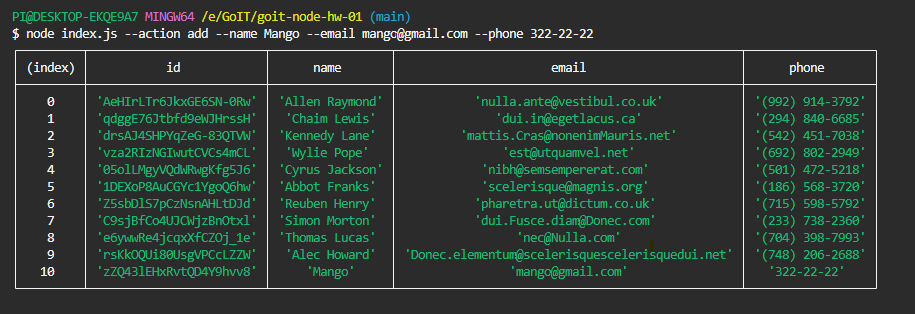 PI@DESKTOP-EKQE9A7 MINGW64 /e/GoIT/goit-node-hw-01 (main)
$ node index.js --action add --name Mango --email mango@gmail.com --phone 322-22-22
(index) id name email phone
0 'AeHIrLTr6JkxGE6SN-0Rw' 'Allen Raymond' 'nulla.ante@vestibul.co.uk' '(992) 914-3792'
1 'qdggE76Jtbfd9eWJHrssH' 'Chaim Lewis' 'dui.in@egetlacus.ca' '(294) 840-6685'
2 'drsAJ4SHPYqZeG-83QTVW' 'Kennedy Lane' 'mattis.Cras@nonenimMauris.net' '(542) 451-7038'
3 'vza2RIzNGIwutCVCs4mCL' 'Wylie Pope' 'est@utquamvel.net' '(692) 802-2949'
4 '05olLMgyVQdWRwgKfg5J6' 'Cyrus Jackson' 'nibh@semsempererat.com' '(501) 472-5218'
5 '1DEXoP8AuCGYc1YgoQ6hw' 'Abbot Franks' 'scelerisque@magnis.org' '(186) 568-3720'
6 'Z5sbDlS7pCzNsnAHLtDJd' 'Reuben Henry' 'pharetra.ut@dictum.co.uk' '(715) 598-5792'
7 'C9sjBfCo4UJCWjzBnOtxl' 'Simon Morton' 'dui.Fusce.diam@Donec.com' '(233) 738-2360'
8 'e6ywwRe4jcqxXfCZOj_1e' 'Thomas Lucas' 'nec@Nulla.com' '(704) 398-7993'
9 'rsKkOQUi80UsgVPCcLZZW' 'Alec Howard' 'Donec.elementum@scelerisquescelerisquedui.net' '(748) 206-2688'
10 'zZQ43lEHxRvtQD4Y9hvv8' 'Mango' 'mango@gmail.com' '322-22-22'